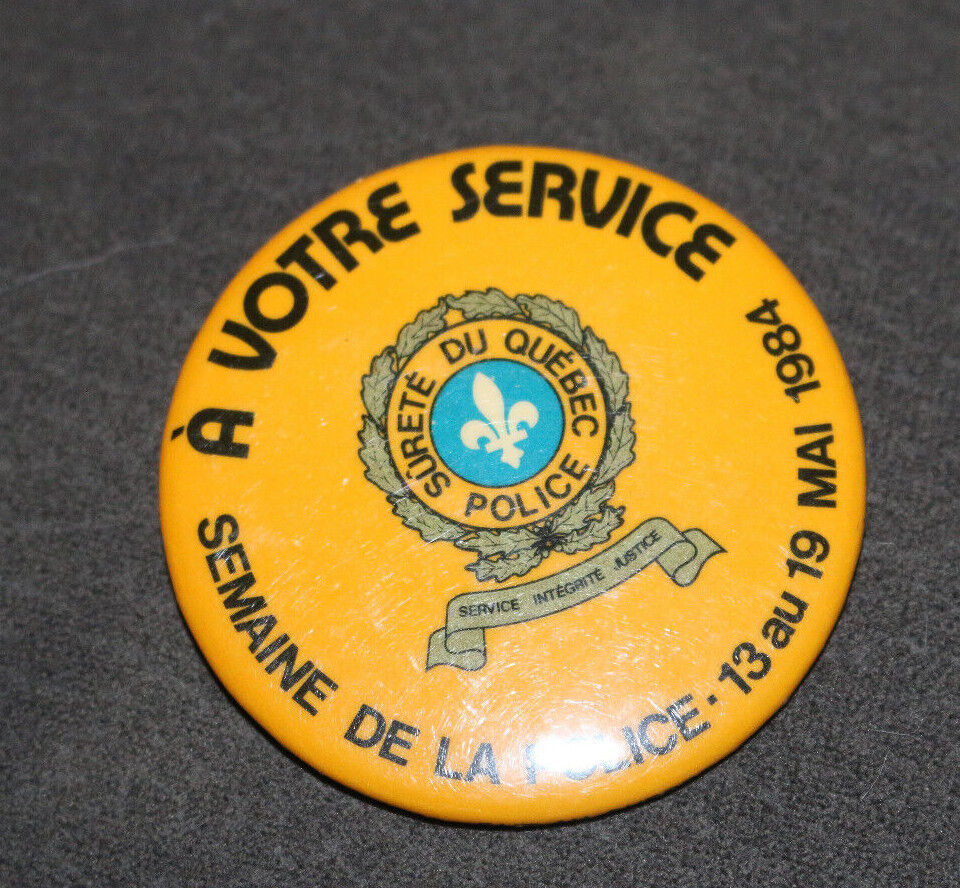 À VOTRE SERVICE
SÛRETÉ DU QUÉBEC
POLICE
SERVICE INTÉGRITÉ JUSTICE
SEMAINE DE LA POLICE · 13 au 19 MAI 1984